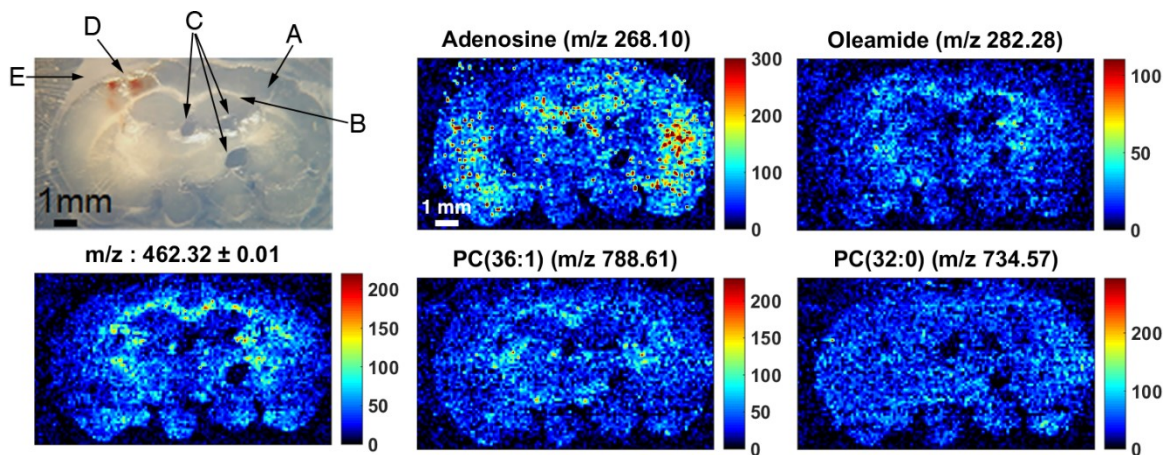 C
D
A
E
B
1mm
Adenosine (m/z 268.10)
300
200
100
0
1 mm
Oleamide (m/z 282.28)
100
50
0
m/z : 462.32 ± 0.01
200
150
100
50
0
PC(36:1) (m/z 788.61)
200
150
100
50
0
PC(32:0) (m/z 734.57)
200
100
0